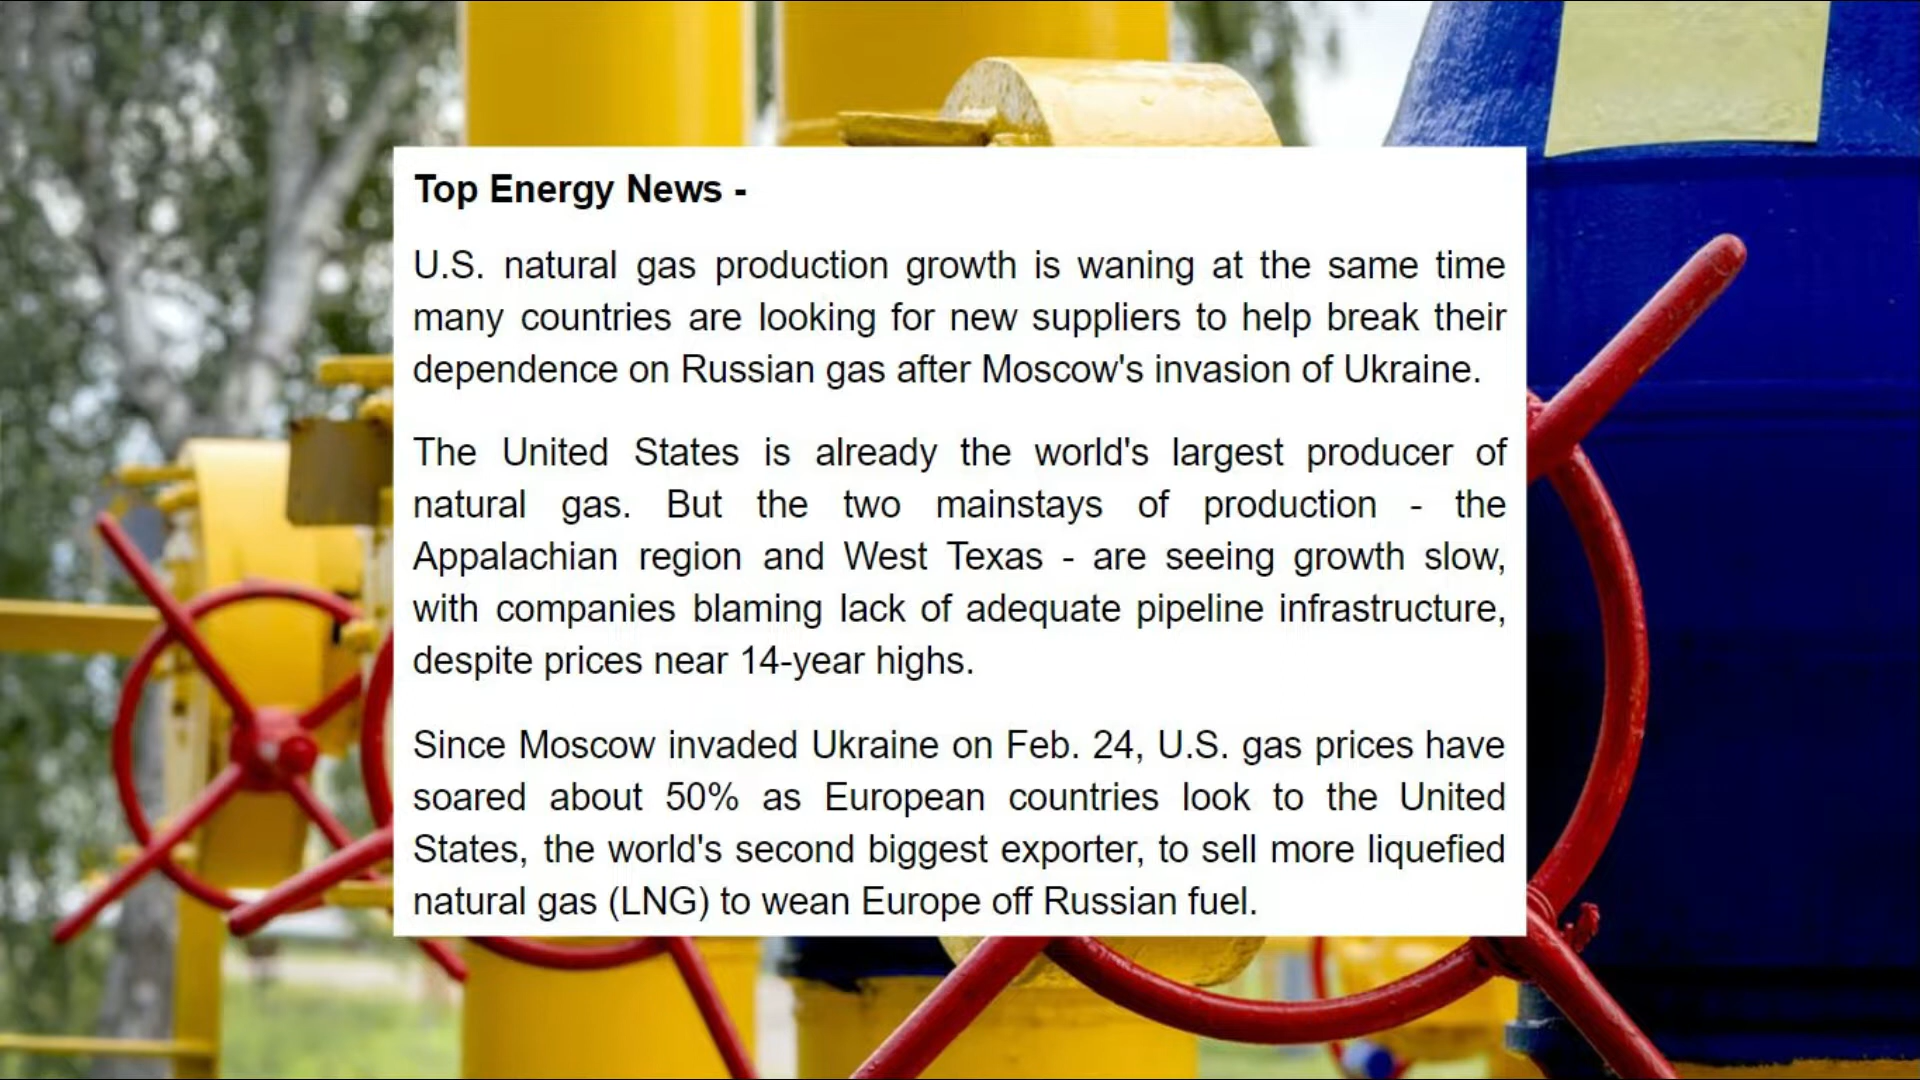 Top Energy News -
U.S. natural gas production growth is waning at the same time
many countries are looking for new suppliers to help break their
dependence on Russian gas after Moscow's invasion of Ukraine.
The United States is already the world's largest producer of
natural gas. But the two mainstays of production - the
Appalachian region and West Texas - are seeing growth slow,
with companies blaming lack of adequate pipeline infrastructure,
despite prices near 14-year highs.
Since Moscow invaded Ukraine on Feb. 24, U.S. gas prices have
soared about 50% as European countries look to the United
States, the world's second biggest exporter, to sell more liquefied
natural gas (LNG) to wean Europe off Russian fuel.